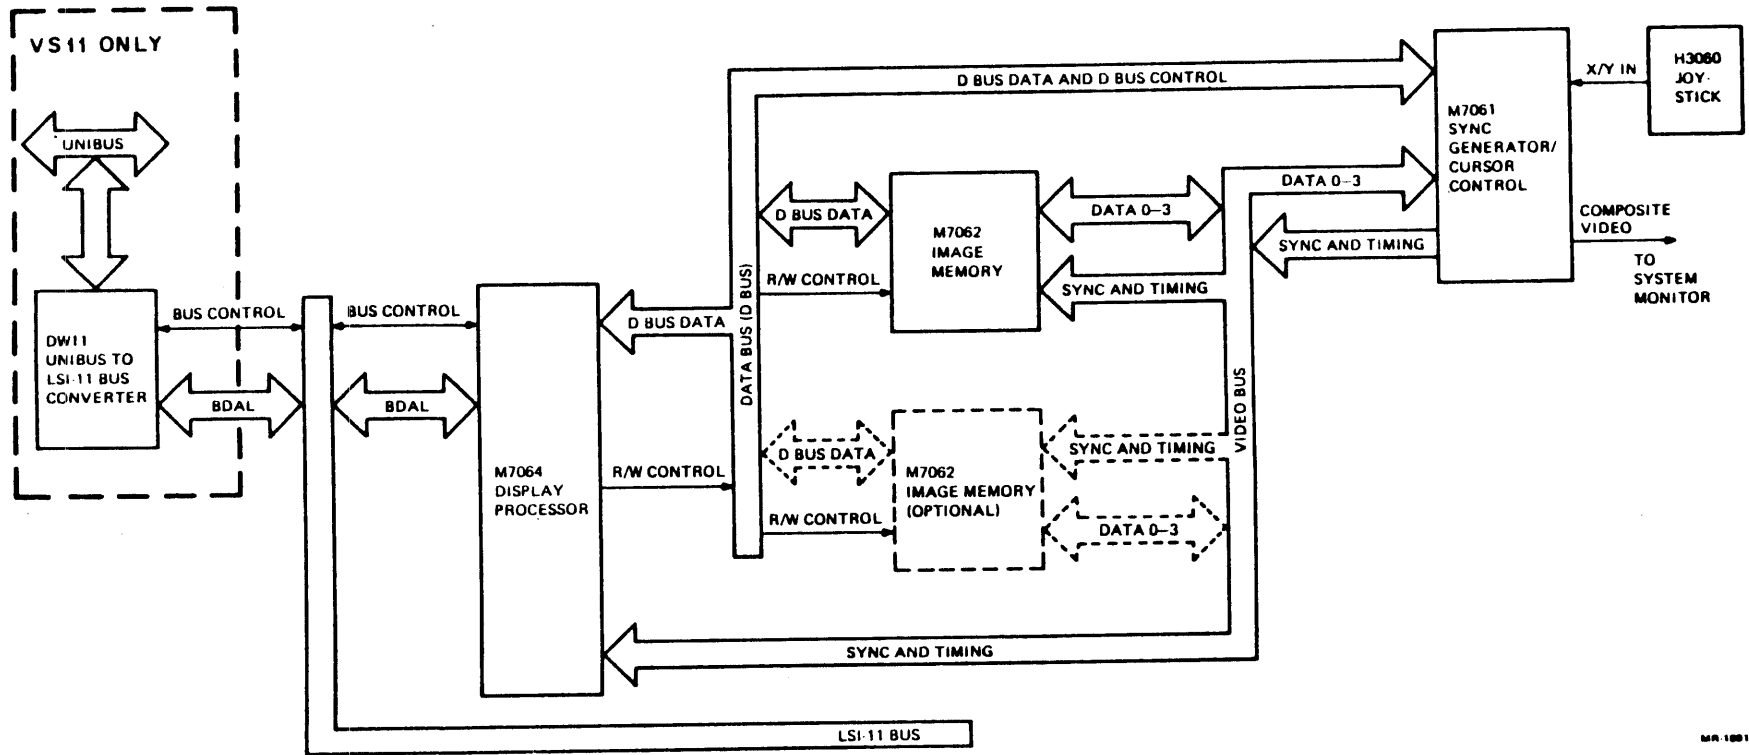 VS11 ONLY
UNIBUS
DW11
UNIBUS TO
LSI-11 BUS
CONVERTER
BUS CONTROL
BDAL
BUS CONTROL
BDAL
M7064
DISPLAY
PROCESSOR
D BUS DATA
R/W CONTROL
DATA BUS (D BUS)
D BUS DATA AND D BUS CONTROL
D BUS DATA
R/W CONTROL
M7062
IMAGE
MEMORY
DATA 0-3
SYNC AND TIMING
D BUS DATA
R/W CONTROL
M7062
IMAGE MEMORY
(OPTIONAL)
SYNC AND TIMING
DATA 0-3
VIDEO BUS
DATA 0-3
SYNC AND TIMING
M7061
SYNC
GENERATOR/
CURSOR
CONTROL
X/Y IN
H3060
JOY-
STICK
COMPOSITE
VIDEO
TO
SYSTEM
MONITOR
SYNC AND TIMING
LSI-11 BUS